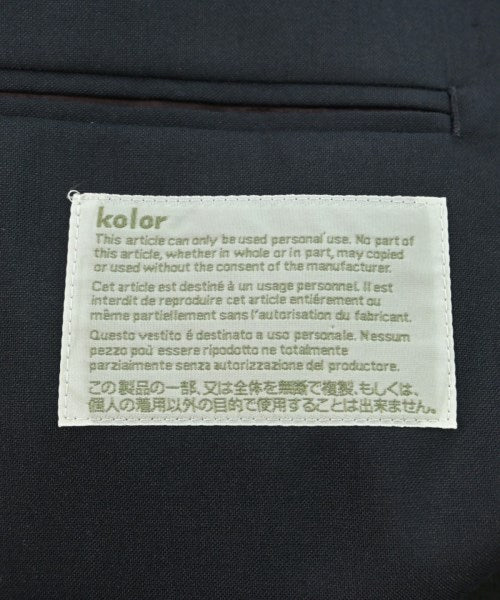 kolor
This article can only be used personal use. No part of
this article, whether in whole or in part, may copied
or used without the consent of the manufacturer.
Cet article est destiné à un usage personnel. Il est
interdit de reproduire cet article entiérement ou
même partiellement sans l'autorisation du fabricant.
Questo vestito é destinato a uso personale. Nessum
pezzo può essere ripodotto ne totalmente
parziaimente senza autorizzazione del productore.
この製品の一部、又は全体を無断で複製、もしくは、
個人の着用以外の目的で使用することは出来ません。